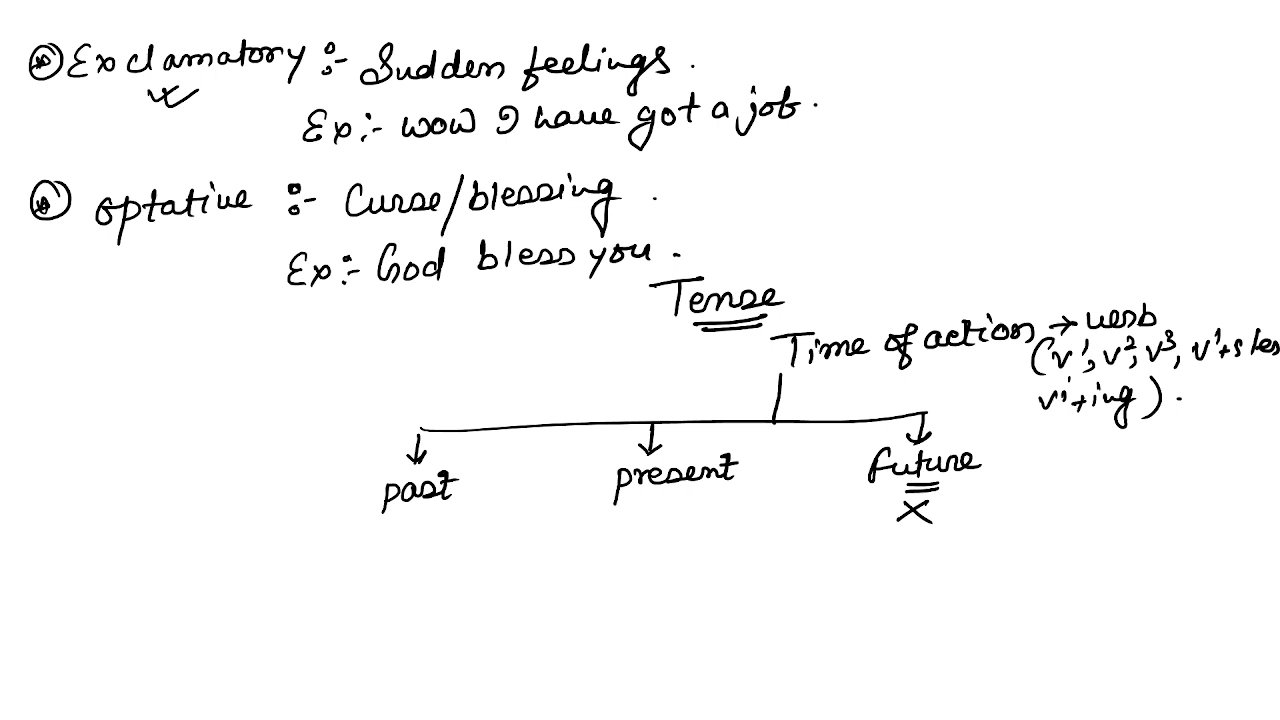 Exclamatory :- Sudden feelings.
Ex:- wow I have got a job.
optative :- Curse/blessing.
Ex:- God bless you.
Tense
Time of action → verb
(v¹, v², v³, v¹+s/es
v¹+ing).
past present future
X